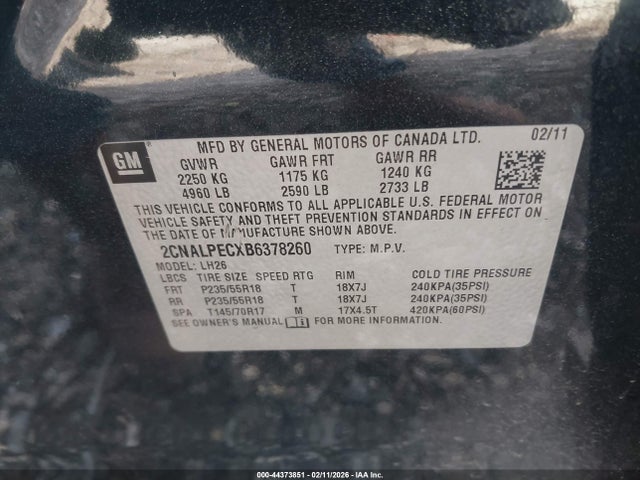 MFD BY GENERAL MOTORS OF CANADA LTD. 02/11
GM
GVWR GAWR FRT GAWR RR
2250 KG 1175 KG 1240 KG
4960 LB 2590 LB 2733 LB
THIS VEHICLE CONFORMS TO ALL APPLICABLE U.S. FEDERAL MOTOR
VEHICLE SAFETY AND THEFT PREVENTION STANDARDS IN EFFECT ON
THE DATE OF MANUFACTURE SHOWN ABOVE.
2CNALPECXB6378260 TYPE: M.P.V.
MODEL: LH26
LBCS TIRE SIZE SPEED RTG RIM COLD TIRE PRESSURE
FRT P235/55R18 T 18X7J 240KPA(35PSI)
RR P235/55R18 T 18X7J 240KPA(35PSI)
SPA T145/70R17 M 17X4.5T 420KPA(60PSI)
SEE OWNER'S MANUAL FOR MORE INFORMATION.
000-44373851 - 02/11/2026 - IAA Inc.